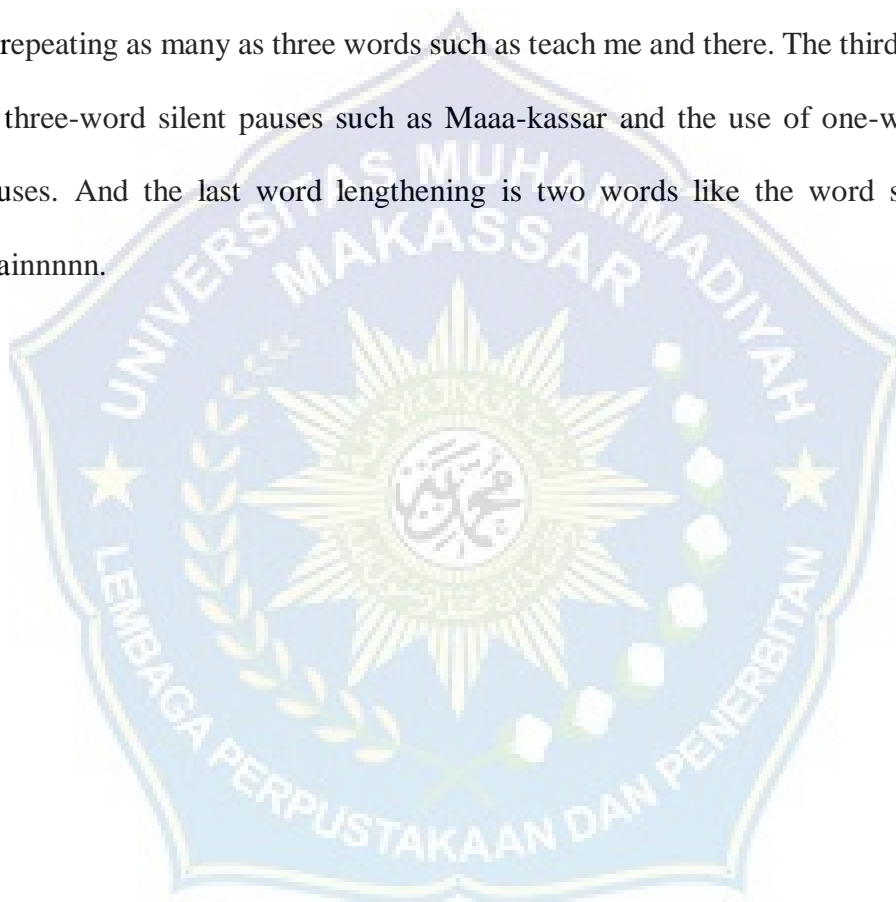 repeating as many as three words such as teach me and there. The third
three-word silent pauses such as Maaa-kassar and the use of one-w
uses. And the last word lengthening is two words like the word s
ainnnnn.
UNIVERSITAS MUHAMMADIYAH
MAKASSAR
LEMBAGA PERPUSTAKAAN DAN PENERBITAN